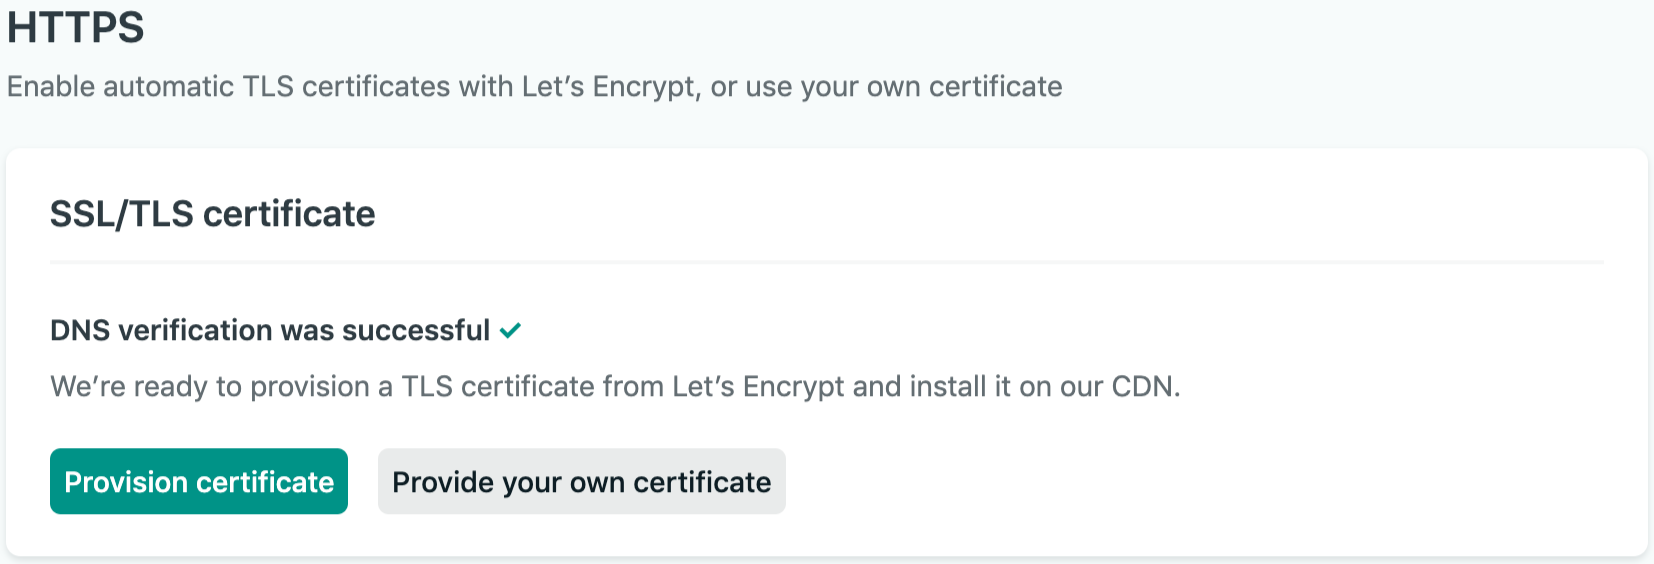 HTTPS
Enable automatic TLS certificates with Let’s Encrypt, or use your own certificate
SSL/TLS certificate
DNS verification was successful
We’re ready to provision a TLS certificate from Let’s Encrypt and install it on our CDN.
Provision certificate
Provide your own certificate